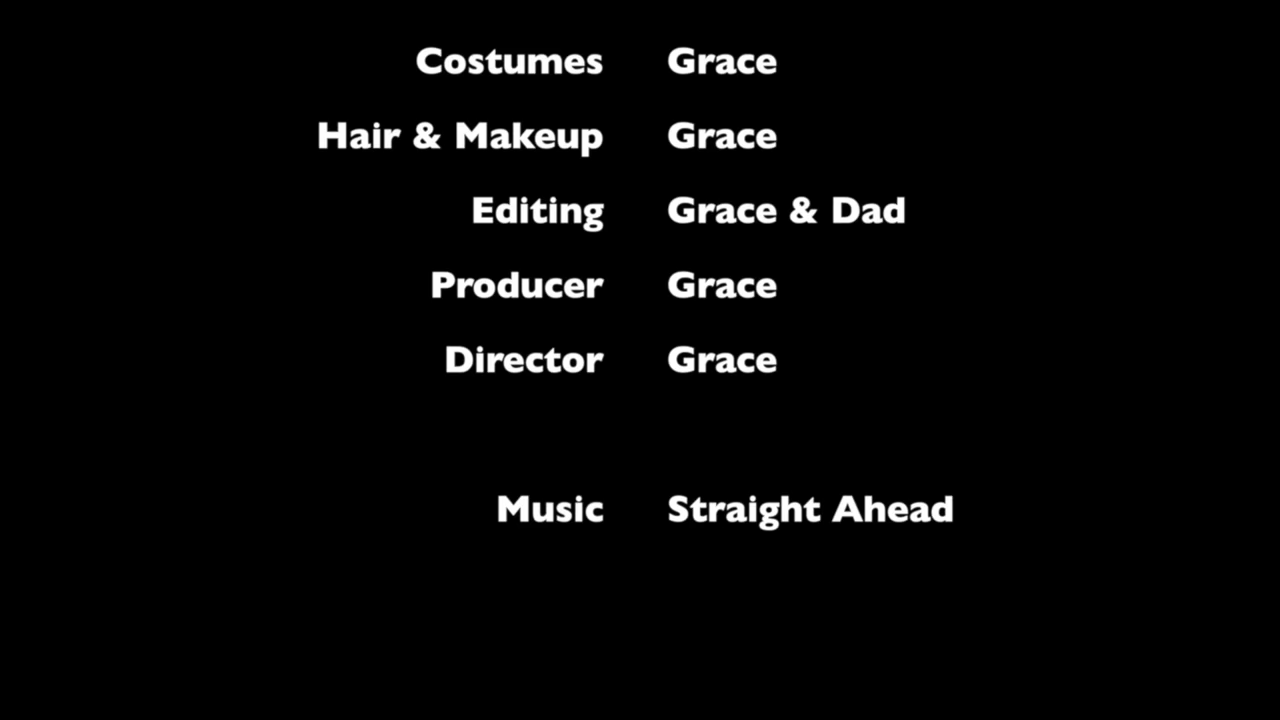 Costumes Grace
Hair & Makeup Grace
Editing Grace & Dad
Producer Grace
Director Grace
Music Straight Ahead